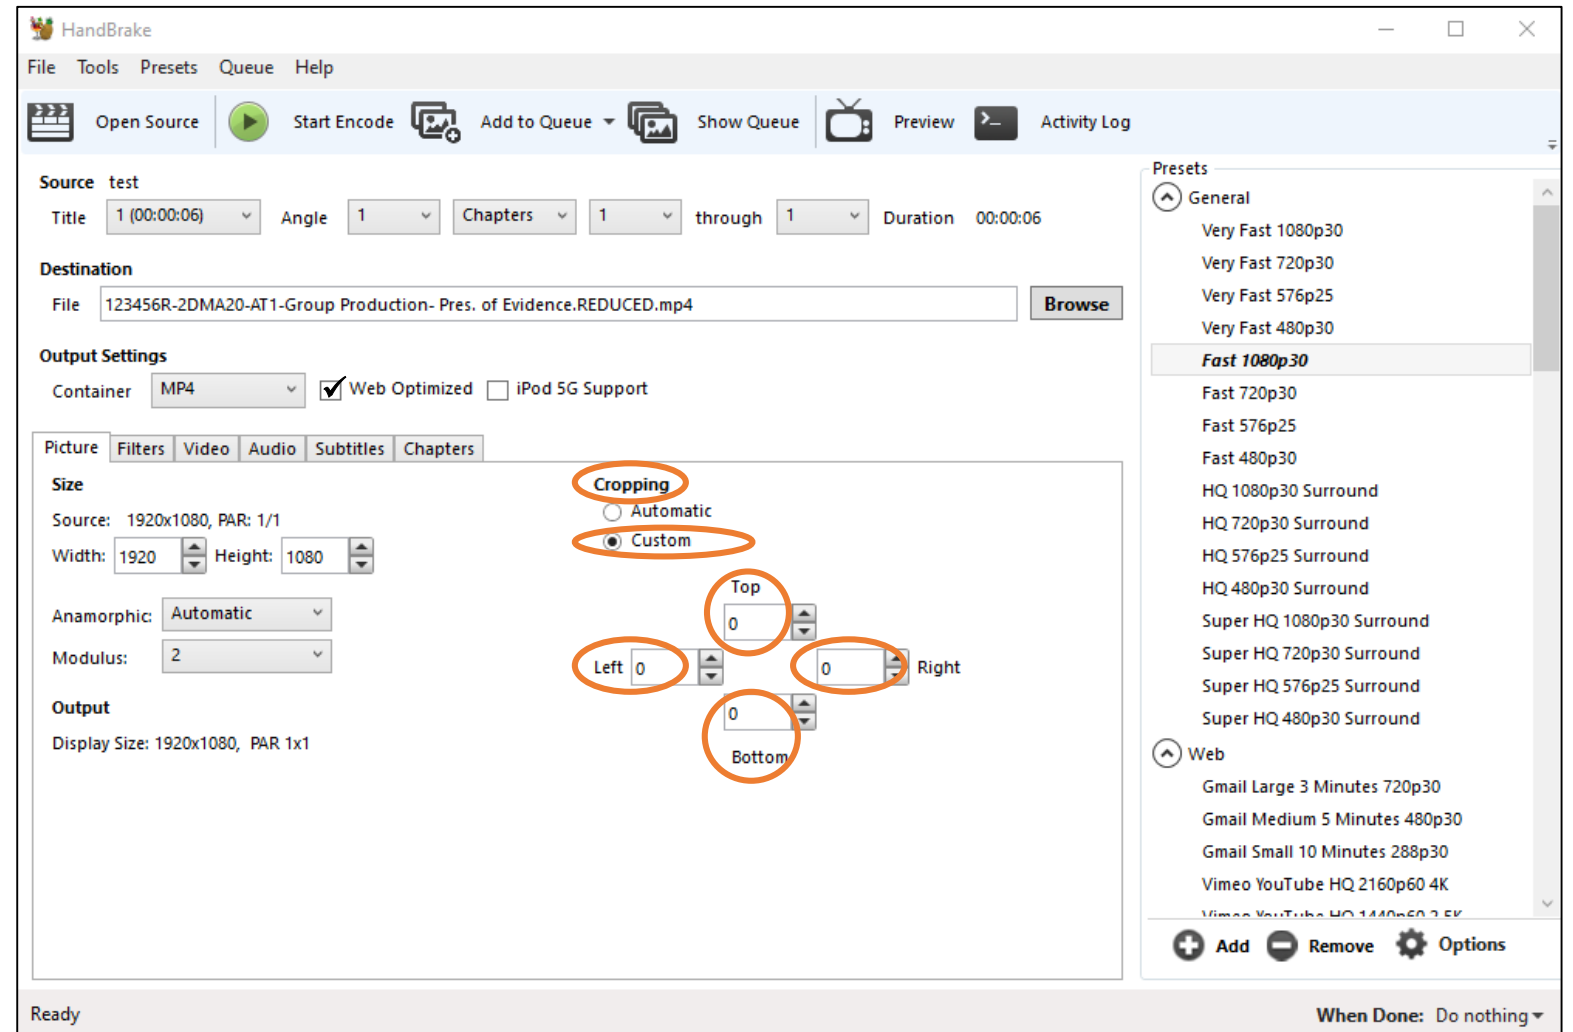 HandBrake
File Tools Presets Queue Help
Open Source Start Encode Add to Queue Show Queue Preview Activity Log
Source test
Title 1 (00:00:06) Angle 1 Chapters 1 through 1 Duration 00:00:06
Destination
File 123456R-2DMA20-AT1-Group Production- Pres. of Evidence.REDUCED.mp4 Browse
Output Settings
Container MP4 Web Optimized iPod 5G Support
Picture Filters Video Audio Subtitles Chapters
Size
Source: 1920x1080, PAR: 1/1
Width: 1920 Height: 1080
Anamorphic: Automatic
Modulus: 2
Output
Display Size: 1920x1080, PAR 1x1
Cropping
Automatic
Custom
Top
0
Left 0 0 Right
0
Bottom
Presets
General
Very Fast 1080p30
Very Fast 720p30
Very Fast 576p25
Very Fast 480p30
Fast 1080p30
Fast 720p30
Fast 576p25
Fast 480p30
HQ 1080p30 Surround
HQ 720p30 Surround
HQ 576p25 Surround
HQ 480p30 Surround
Super HQ 1080p30 Surround
Super HQ 720p30 Surround
Super HQ 576p25 Surround
Super HQ 480p30 Surround
Web
Gmail Large 3 Minutes 720p30
Gmail Medium 5 Minutes 480p30
Gmail Small 10 Minutes 288p30
Vimeo YouTube HQ 2160p60 4K
Vimeo YouTube HQ 1440p60 2.5K
Add Remove Options
Ready When Done: Do nothing